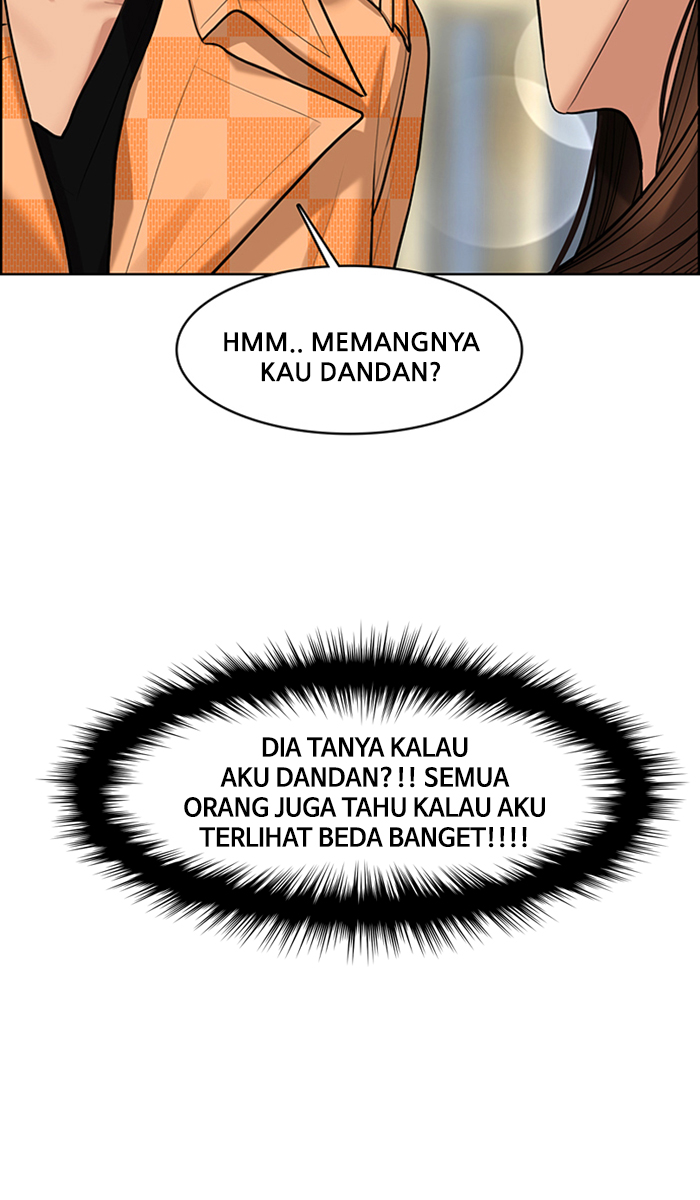 HMM.. MEMANGNYA
KAU DANDAN?
DIA TANYA KALAU
AKU DANDAN?!! SEMUA
ORANG JUGA TAHU KALAU AKU
TERLIHAT BEDA BANGET!!!!